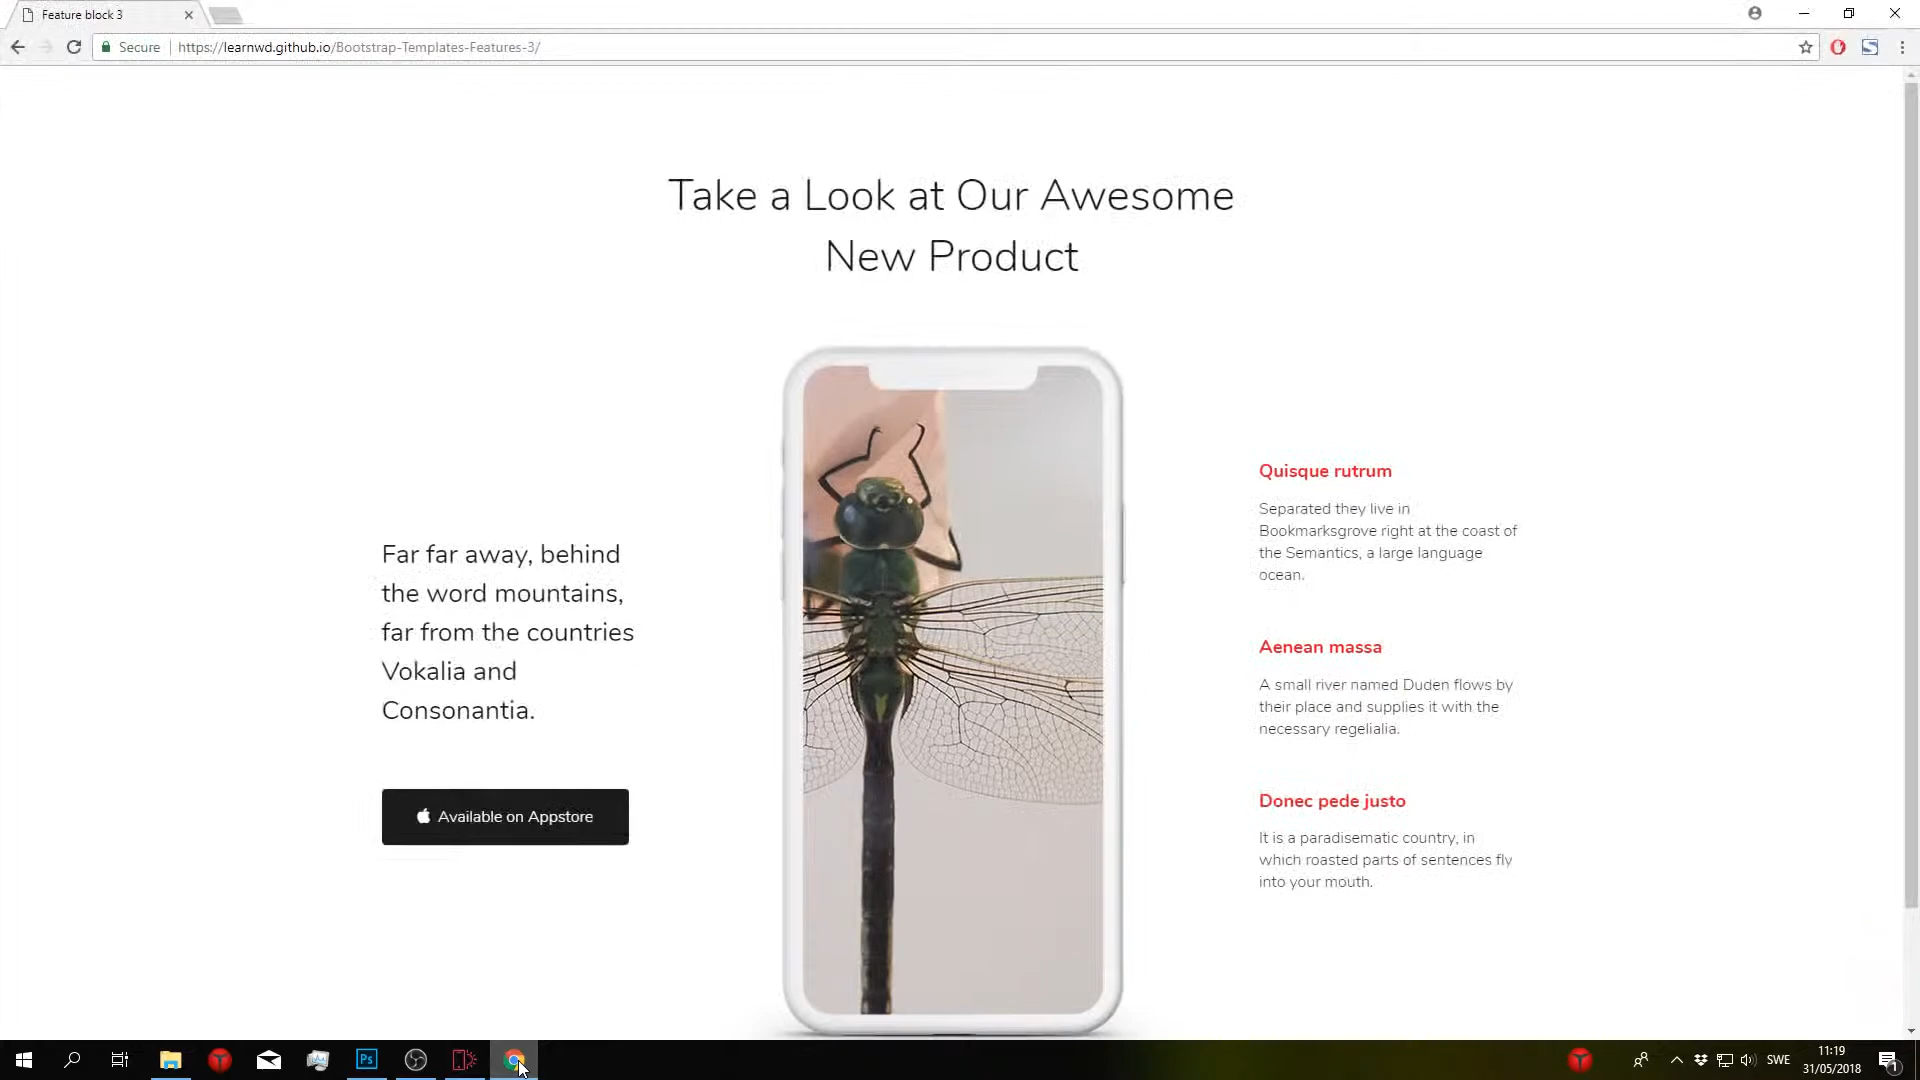 Feature block 3
Secure
https://learnwd.github.io/Bootstrap-Templates-Features-3/
Take a Look at Our Awesome
New Product
Far far away, behind
the word mountains,
far from the countries
Vokalia and
Consonantia.
Available on Appstore
Quisque rutrum
Separated they live in
Bookmarksgrove right at the coast of
the Semantics, a large language
ocean.
Aenean massa
A small river named Duden flows by
their place and supplies it with the
necessary regelialia.
Donec pede justo
It is a paradisematic country, in
which roasted parts of sentences fly
into your mouth.
Ps
SWE
11:19
31/05/2018
1